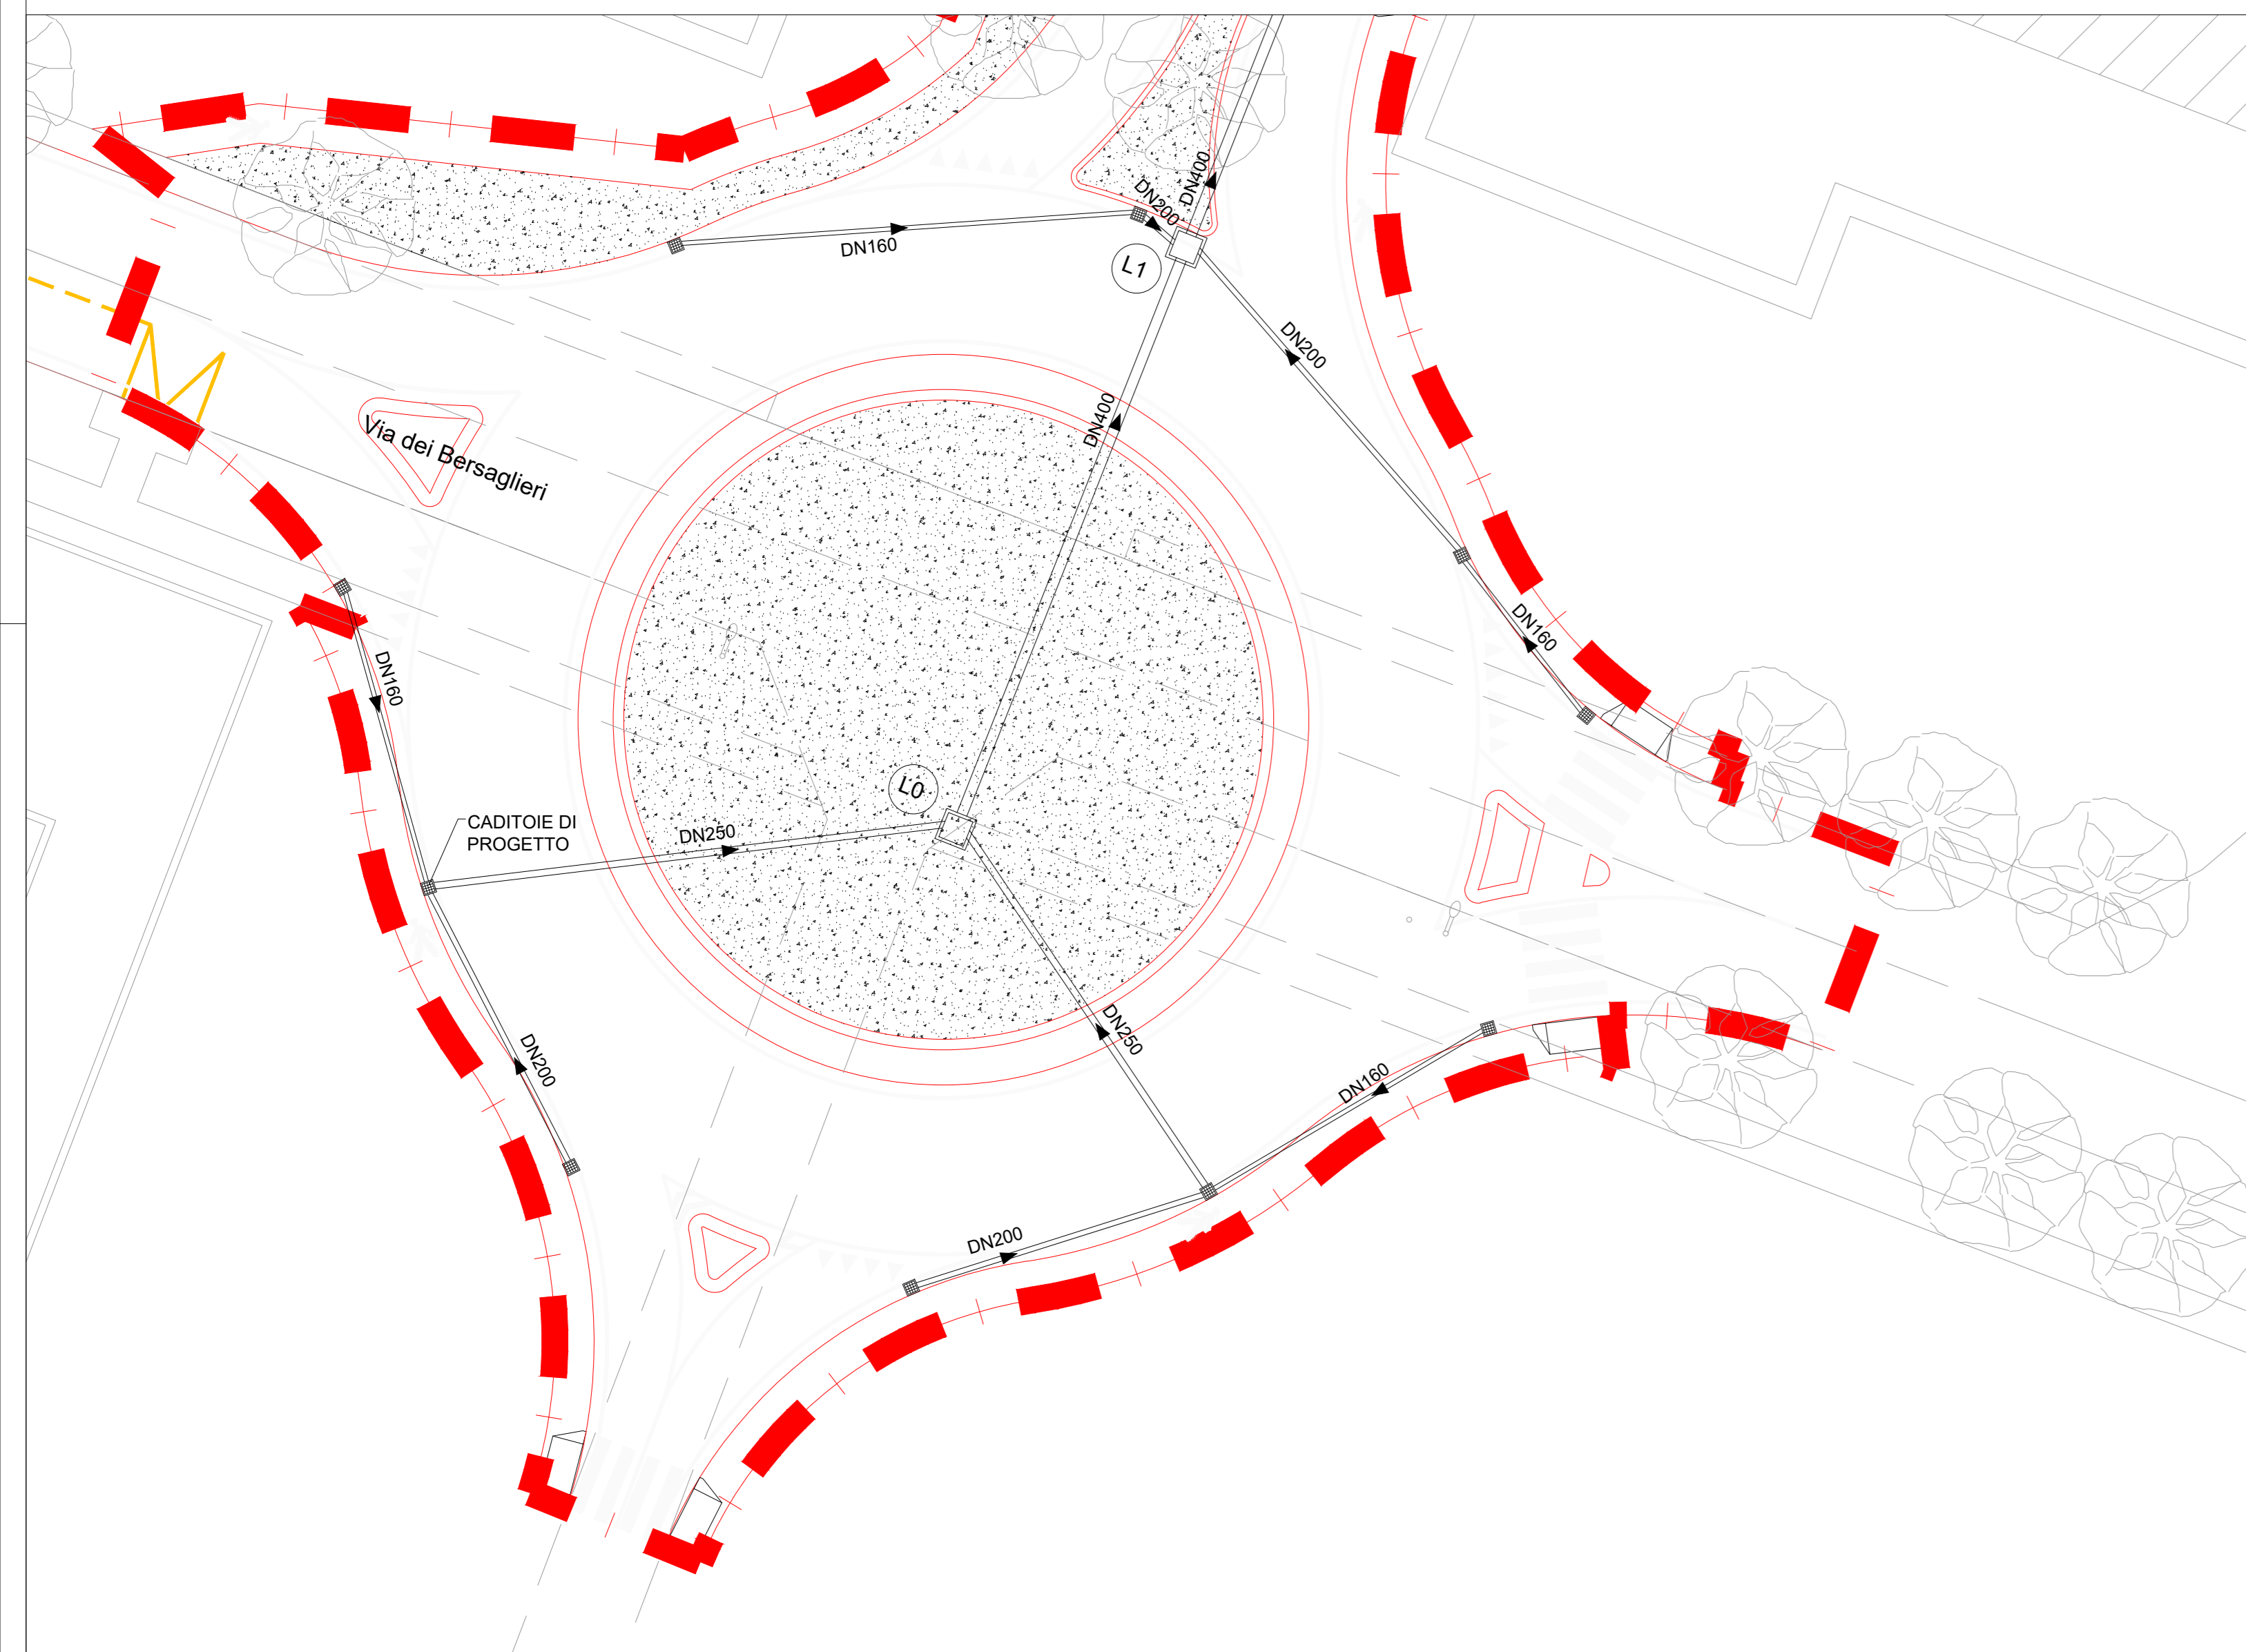 DN200
DN400
DN160
L1
DN200
DN400
Via dei Bersaglieri
DN160
DN160
L0
CADITOIE DI
PROGETTO
DN250
DN250
DN200
DN160
DN200